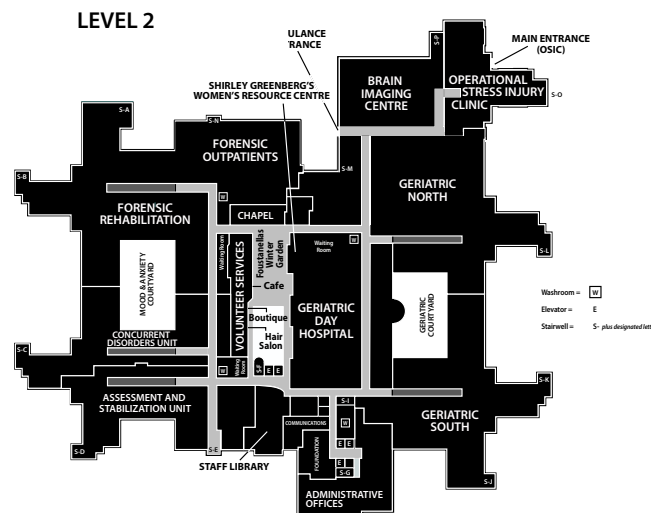 LEVEL 2
ULANCE
TRANCE
MAIN ENTRANCE
(OSIC)
S-P
SHIRLEY GREENBERG'S
WOMEN'S RESOURCE CENTRE
BRAIN
IMAGING
CENTRE
OPERATIONAL
STRESS INJURY
CLINIC
S-O
S-A
S-N
FORENSIC
OUTPATIENTS
S-M
S-B
GERIATRIC
NORTH
W
FORENSIC
REHABILITATION
CHAPEL
Waiting Room
Foustanellas
Winter
Garden
Waiting
Room
W
S-L
MOOD & ANXIETY
COURTYARD
VOLUNTEER SERVICES
Cafe
GERIATRIC
DAY
HOSPITAL
GERIATRIC
COURTYARD
Boutique
Hair
Salon
Washroom = W
Elevator = E
Stairwell = S- plus designated lett
CONCURRENT
DISORDERS UNIT
S-C
W
Waiting
Room
S-F
E
E
S-K
ASSESSMENT AND
STABILIZATION UNIT
S-I
GERIATRIC
SOUTH
COMMUNICATIONS
W
S-D
S-E
STAFF LIBRARY
FOUNDATION
E
E
E
S-G
S-J
ADMINISTRATIVE
OFFICES